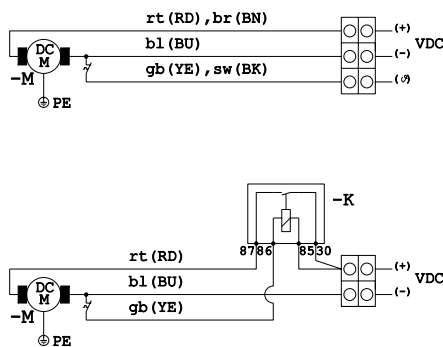 rt(RD),br(BN)
(+)
bl(BU)
(-)
VDC
DC
M
gb(YE),sw(BK)
(ϑ)
-M
PE
-K
87 86 85 30
rt(RD)
(+)
bl(BU)
VDC
DC
M
(-)
gb(YE)
-M
PE